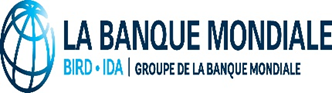 LA BANQUE MONDIALE
BIRD • IDA | GROUPE DE LA BANQUE MONDIALE